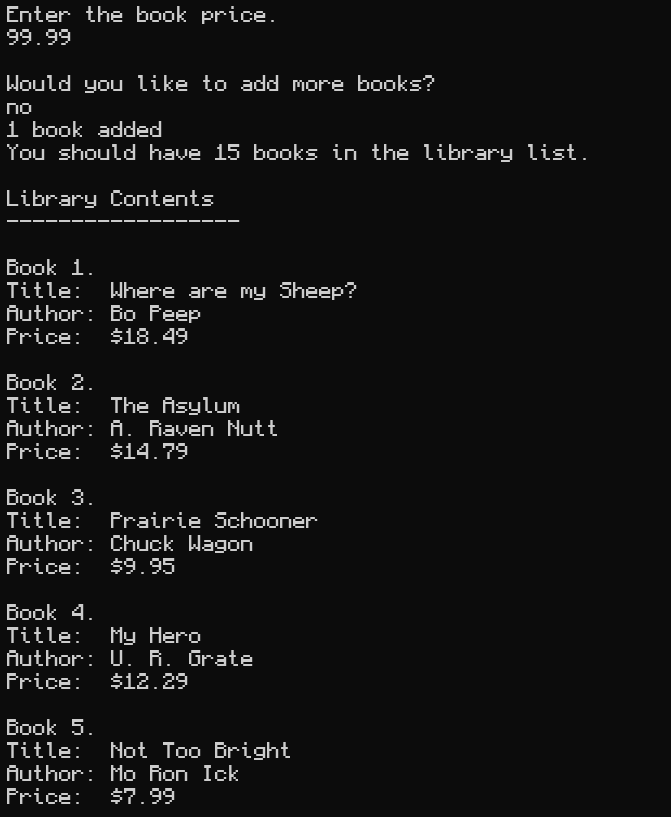 Enter the book price.
99.99
Would you like to add more books?
no
1 book added
You should have 15 books in the library list.
Library Contents
------------------
Book 1.
Title:  Where are my Sheep?
Author: Bo Peep
Price:  $18.49
Book 2.
Title:  The Asylum
Author: A. Raven Nutt
Price:  $14.79
Book 3.
Title:  Prairie Schooner
Author: Chuck Wagon
Price:  $9.95
Book 4.
Title:  My Hero
Author: U. R. Grate
Price:  $12.29
Book 5.
Title:  Not Too Bright
Author: Mo Ron Ick
Price:  $7.99